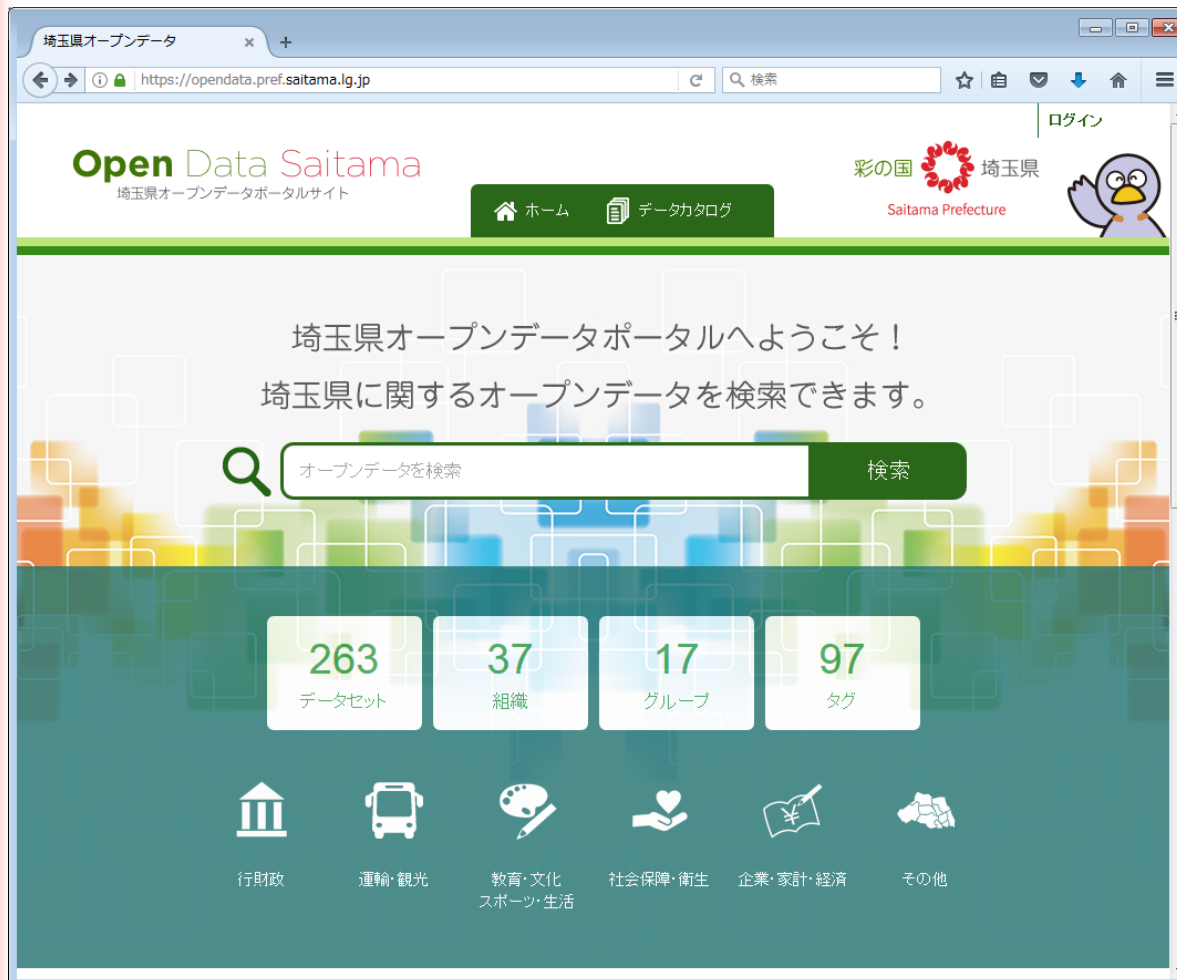 埼玉県オープンデータ
https://opendata.pref.saitama.lg.jp
検索
ログイン
Open Data Saitama
埼玉県オープンデータポータルサイト
ホーム
データカタログ
彩の国
埼玉県
Saitama Prefecture
埼玉県オープンデータポータルへようこそ！
埼玉県に関するオープンデータを検索できます。
オープンデータを検索
検索
263
データセット
37
組織
17
グループ
97
タグ
行財政
運輸・観光
教育・文化
スポーツ・生活
社会保障・衛生
企業・家計・経済
その他